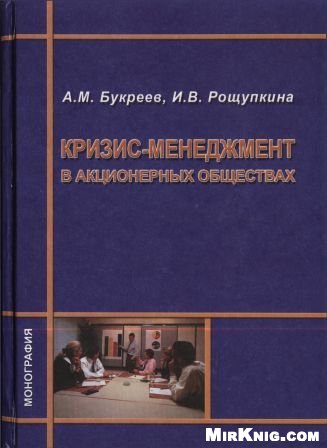 А.М. Букреев, И.В. Рощупкина
КРИЗИС-МЕНЕДЖМЕНТ
В АКЦИОНЕРНЫХ ОБЩЕСТВАХ
МОНОГРАФИЯ
MirKnig.com